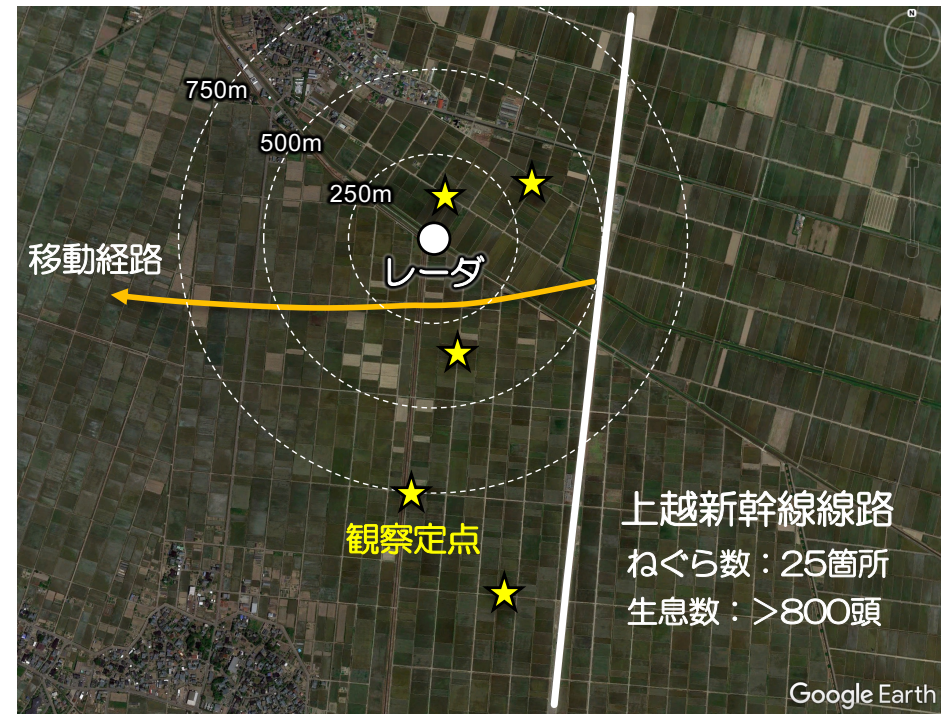 N
750m
500m
250m
移動経路
レーダ
観察定点
上越新幹線線路
ねぐら数：25箇所
生息数：>800頭
Google Earth